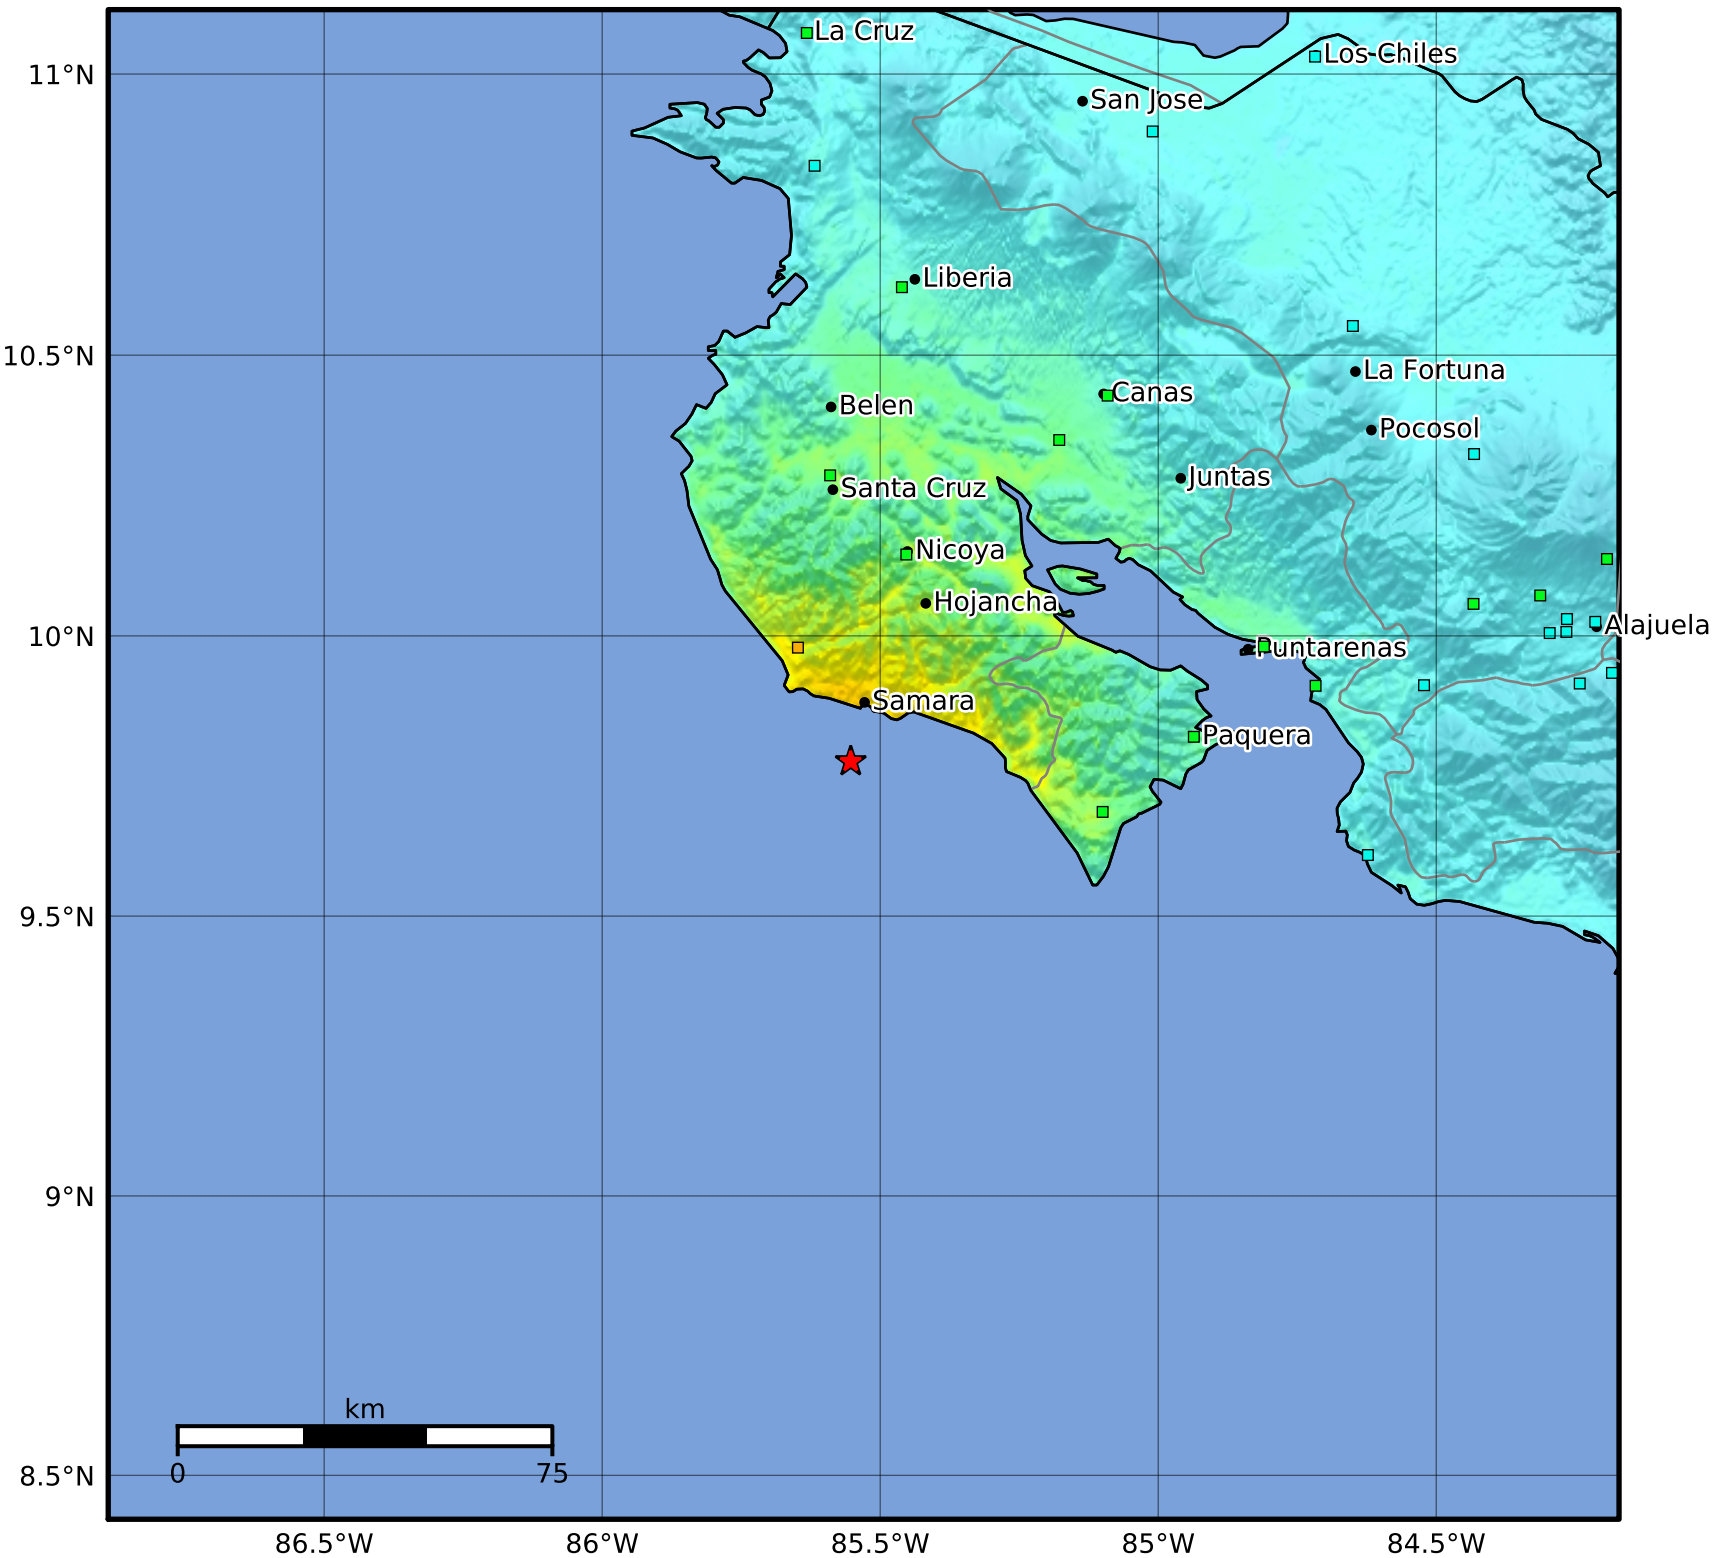 La Cruz
Los Chiles
11°N
San Jose
Liberia
10.5°N
La Fortuna
Canas
Belen
Pocosol
Juntas
Santa Cruz
Nicoya
Hojancha
10°N
Alajuela
Puntarenas
Samara
Paquera
9.5°N
9°N
km
0
75
8.5°N
86.5°W
86°W
85.5°W
85°W
84.5°W